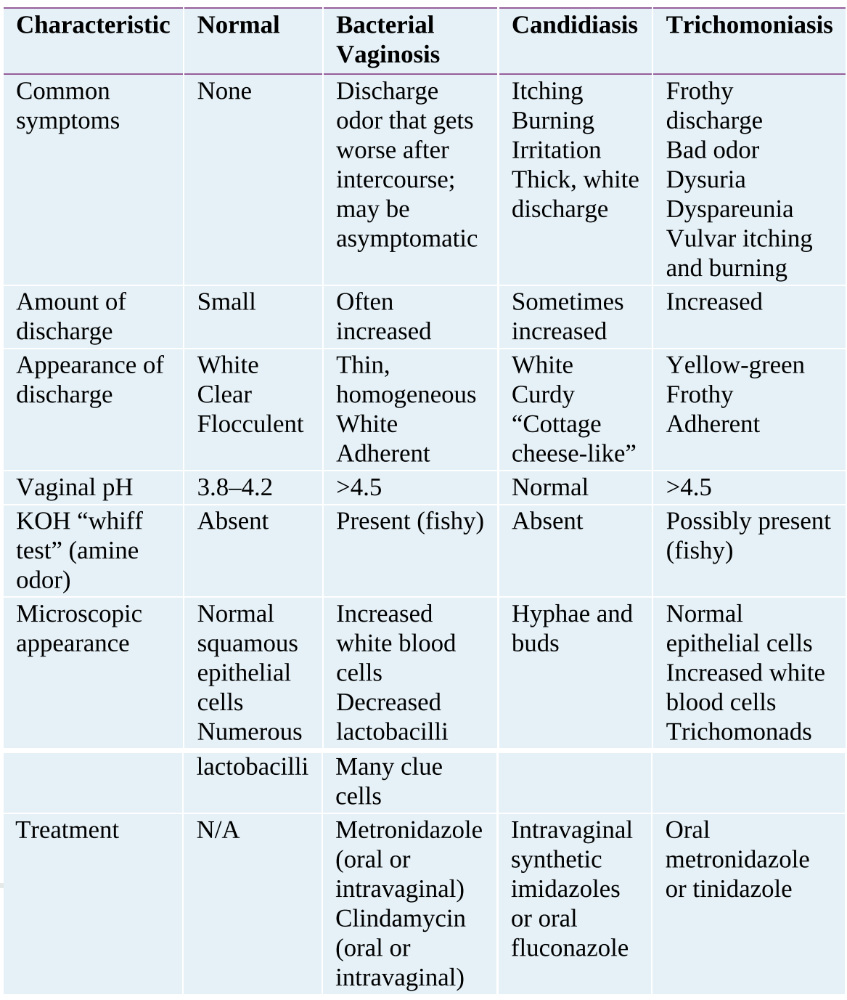 Characteristic Normal Bacterial Candidiasis Trichomoniasis
Vaginosis
Common None Discharge Itching Frothy
symptoms odor that gets Burning discharge
worse after Irritation Bad odor
intercourse; Thick, white Dysuria
may be discharge Dyspareunia
asymptomatic Vulvar itching
and burning
Amount of Small Often Sometimes Increased
discharge increased increased
Appearance of White Thin, White Yellow-green
discharge Clear homogeneous Curdy Frothy
Flocculent White “Cottage Adherent
Adherent cheese-like”
Vaginal pH 3.8–4.2 >4.5 Normal >4.5
KOH “whiff Absent Present (fishy) Absent Possibly present
test” (amine (fishy)
odor)
Microscopic Normal Increased Hyphae and Normal
appearance squamous white blood buds epithelial cells
epithelial cells Increased white
cells Decreased blood cells
Numerous lactobacilli Trichomonads
lactobacilli Many clue
cells
Treatment N/A Metronidazole Intravaginal Oral
(oral or synthetic metronidazole
intravaginal) imidazoles or tinidazole
Clindamycin or oral
(oral or fluconazole
intravaginal)